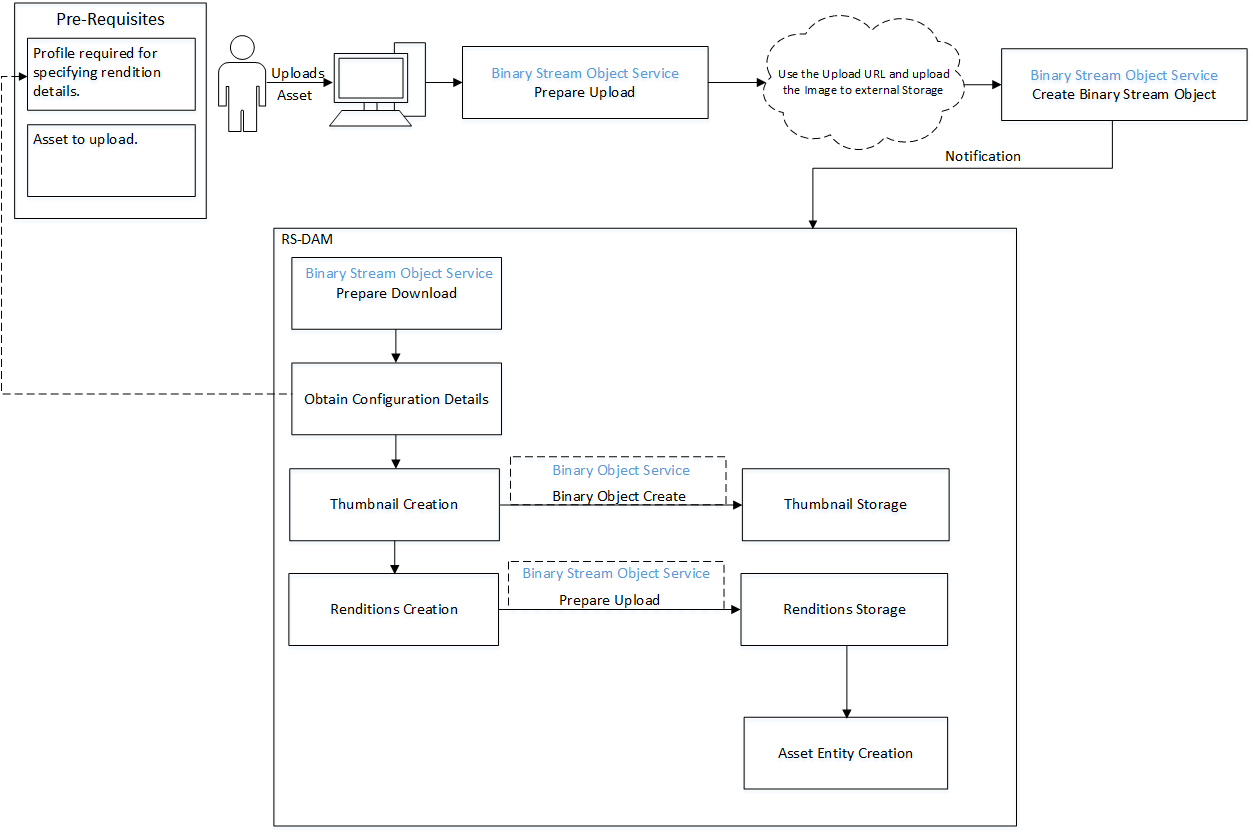 Pre-Requisites
Profile required for
specifying rendition
details.
Asset to upload.
Uploads
Asset
Binary Stream Object Service
Prepare Upload
Use the Upload URL and upload
the Image to external Storage
Binary Stream Object Service
Create Binary Stream Object
Notification
RS-DAM
Binary Stream Object Service
Prepare Download
Obtain Configuration Details
Thumbnail Creation
Binary Object Service
Binary Object Create
Thumbnail Storage
Renditions Creation
Binary Stream Object Service
Prepare Upload
Renditions Storage
Asset Entity Creation